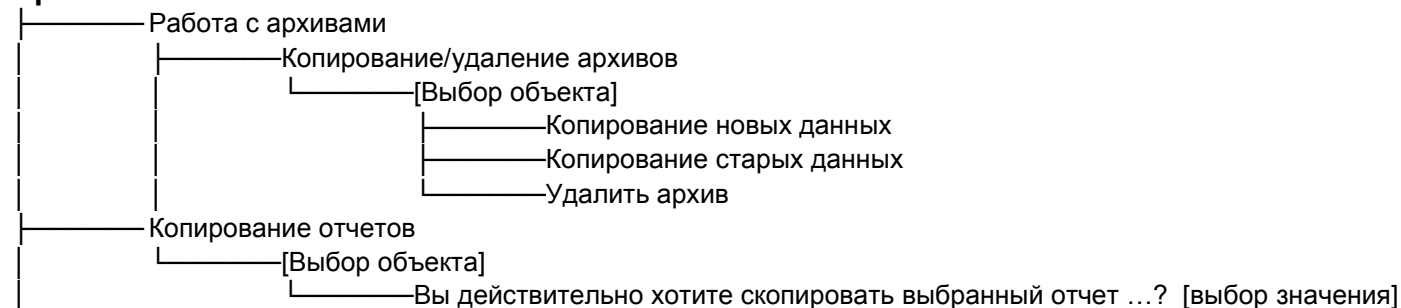 Работа с архивами
Копирование/удаление архивов
[Выбор объекта]
Копирование новых данных
Копирование старых данных
Удалить архив
Копирование отчетов
[Выбор объекта]
Вы действительно хотите скопировать выбранный отчет …? [выбор значения]